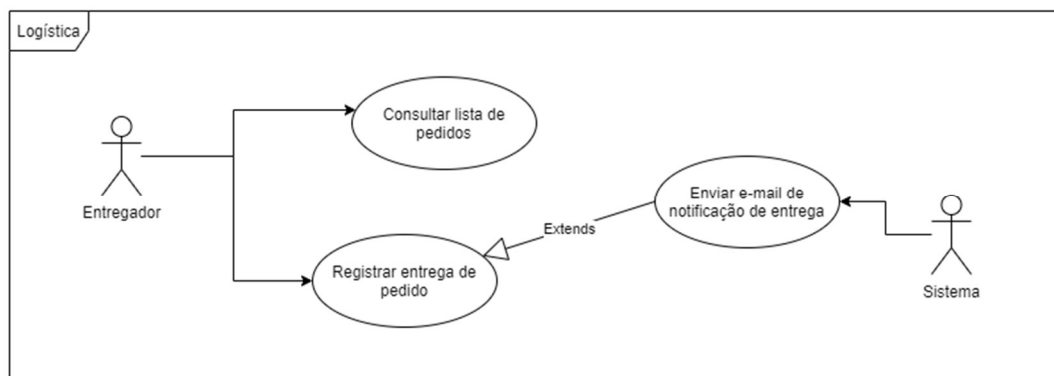 Logística
Consultar lista de
pedidos
Entregador
Enviar e-mail de
notificação de entrega
Extends
Registrar entrega de
pedido
Sistema